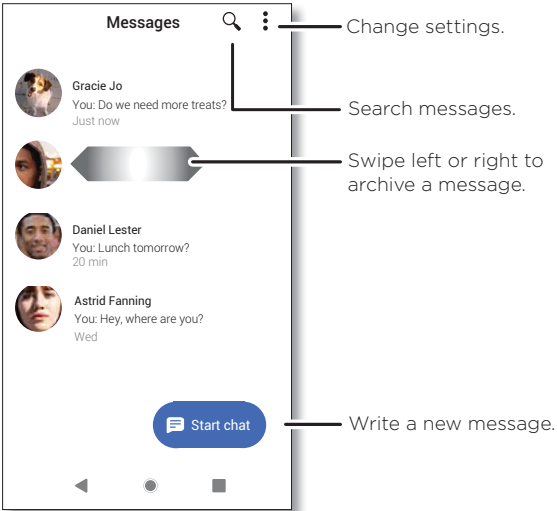 Messages
Change settings.
Gracie Jo
You: Do we need more treats?
Just now
Search messages.
Swipe left or right to
archive a message.
Daniel Lester
You: Lunch tomorrow?
20 min
Astrid Fanning
You: Hey, where are you?
Wed
Start chat
Write a new message.